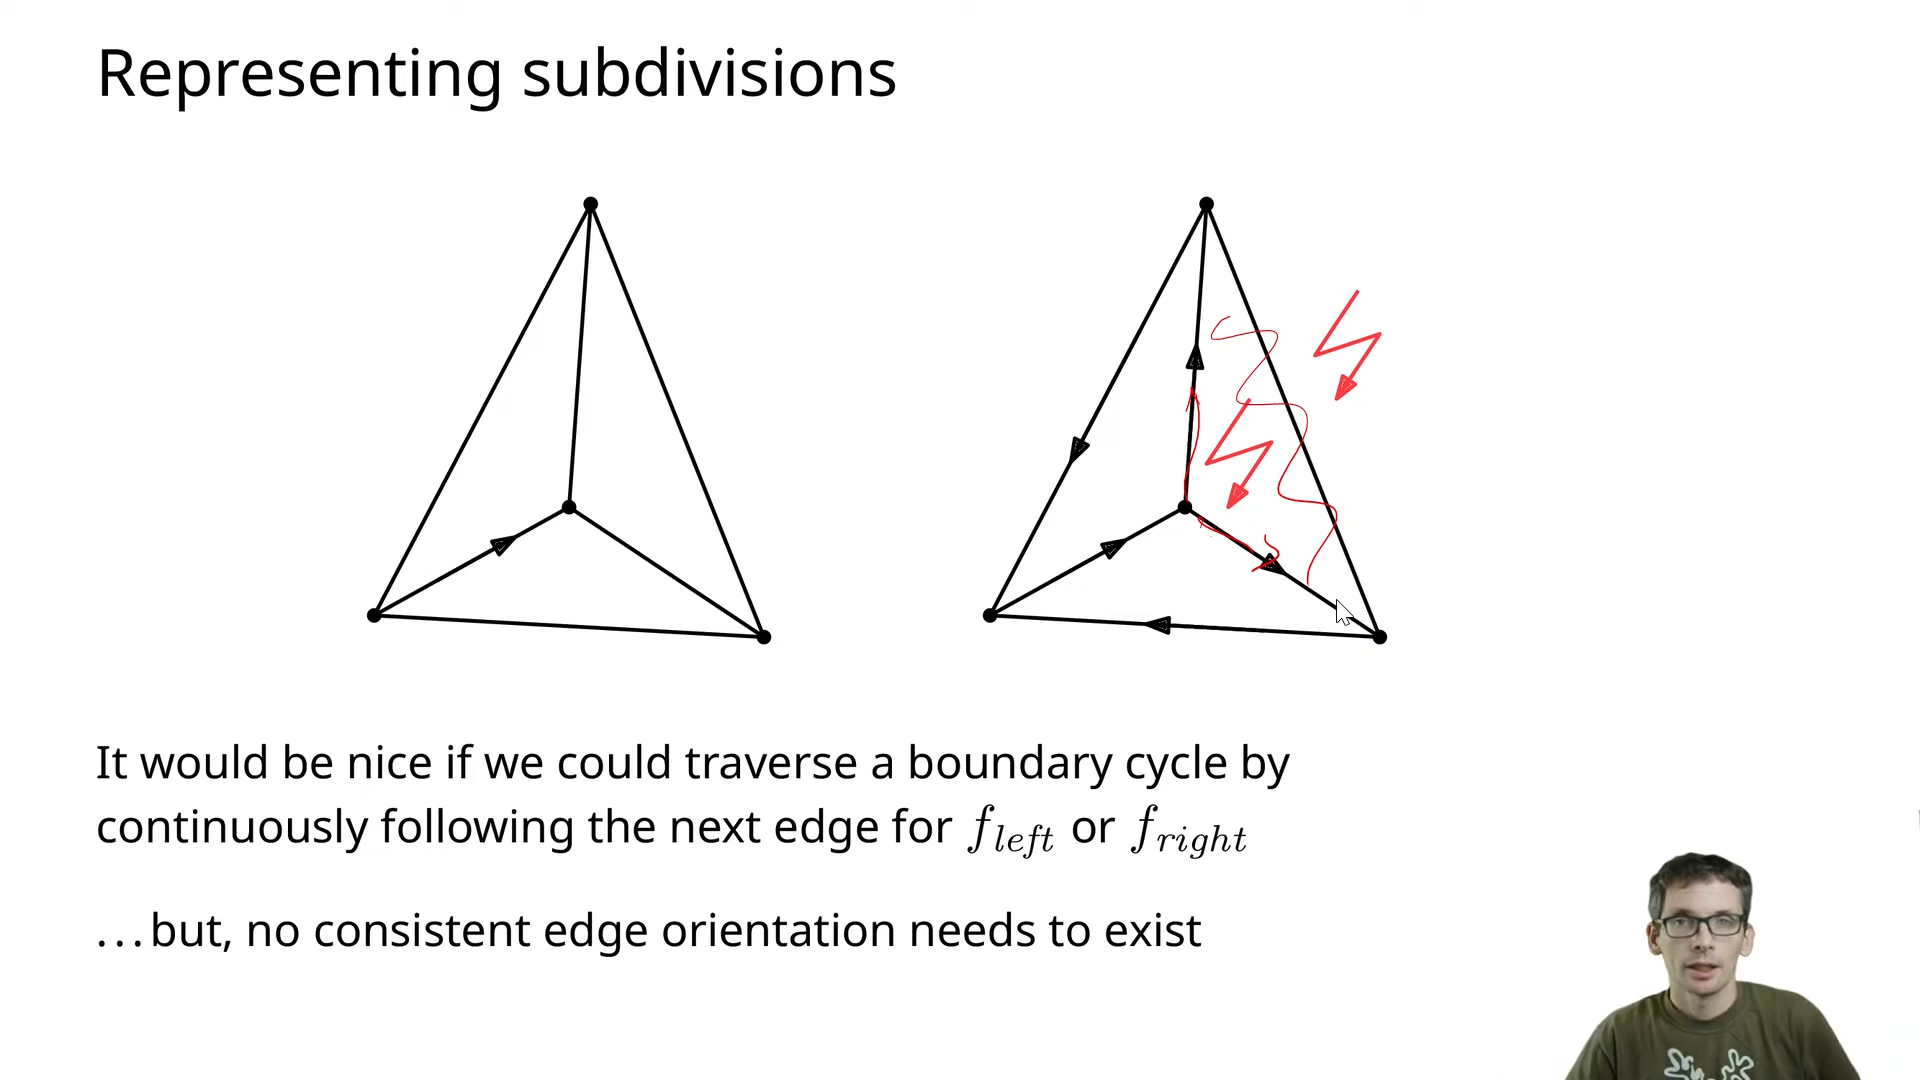 Representing subdivisions
It would be nice if we could traverse a boundary cycle by
continuously following the next edge for f_left or f_right
...but, no consistent edge orientation needs to exist